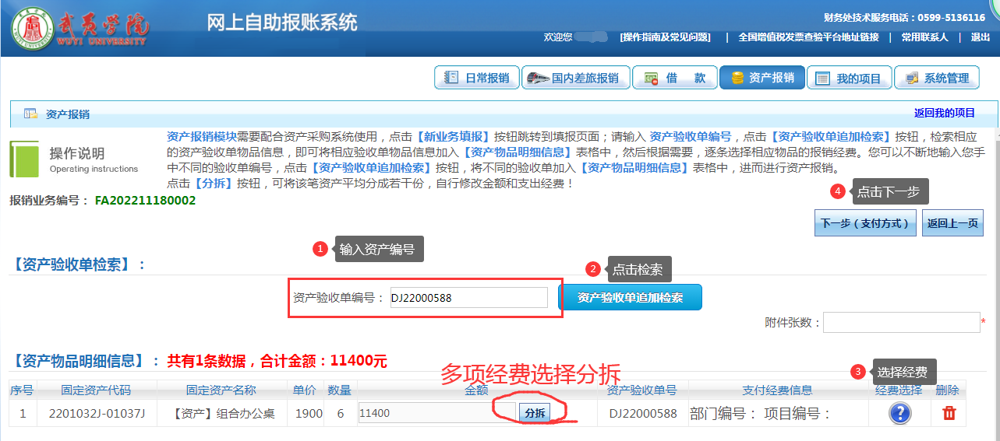 武夷学院
WUYI UNIVERSITY
网上自助报账系统
财务处技术服务电话：0599-5136116
欢迎您 [操作指南及常见问题] | 全国增值税发票查验平台地址链接 | 常用联系人 | 退出
日常报销 国内差旅报销 借 款 资产报销 我的项目 系统管理
资产报销 返回我的项目
操作说明
Operating instructions
资产报销模块需要配合资产采购系统使用，点击【新业务填报】按钮跳转到填报页面；请输入 资产验收单编号，点击【资产验收单追加检索】按钮，检索相应
的资产验收单物品信息，即可将相应验收单物品信息加入【资产物品明细信息】表格中，然后根据需要，逐条选择相应物品的报销经费。您可以不断地输入您手
中不同的验收单编号，点击【资产验收单追加检索】按钮，将不同的验收单加入【资产物品明细信息】表格中，进而进行资产报销。
点击【分拆】按钮，可将该笔资产平均分成若干份，自行修改金额和支出经费！
报销业务编号： FA202211180002
4 点击下一步
下一步（支付方式） 返回上一页
1 输入资产编号
【资产验收单检索】：
2 点击检索
资产验收单编号： DJ22000588 资产验收单追加检索
附件张数： *
【资产物品明细信息】： 共有1条数据，合计金额：11400元
多项经费选择分拆
3 选择经费
序号 固定资产代码 固定资产名称 单价 数量 金额 资产验收单号 支付经费信息 经费选择 删除
1 2201032J-01037J 【资产】组合办公桌 1900 6 11400 分拆 DJ22000588 部门编号： 项目编号： ?